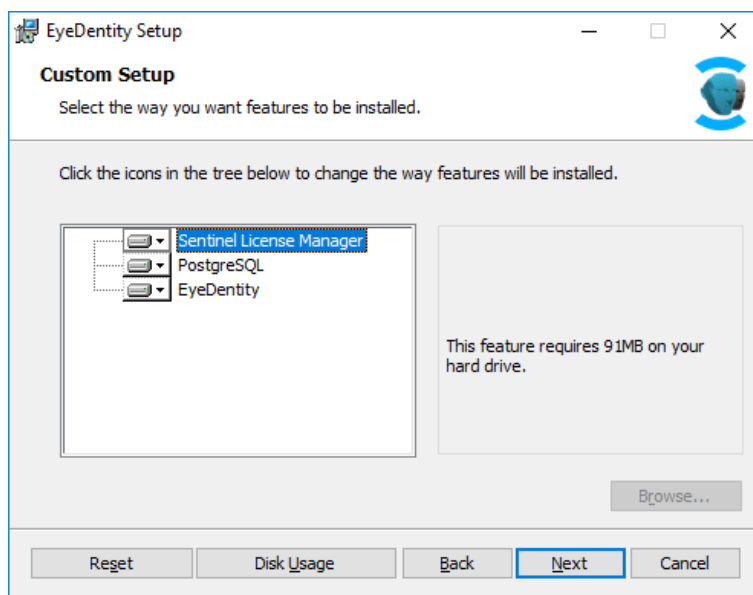 EyeDentity Setup
Custom Setup
Select the way you want features to be installed.
Click the icons in the tree below to change the way features will be installed.
Sentinel License Manager
PostgreSQL
EyeDentity
This feature requires 91MB on your
hard drive.
Browse...
Reset Disk Usage Back Next Cancel